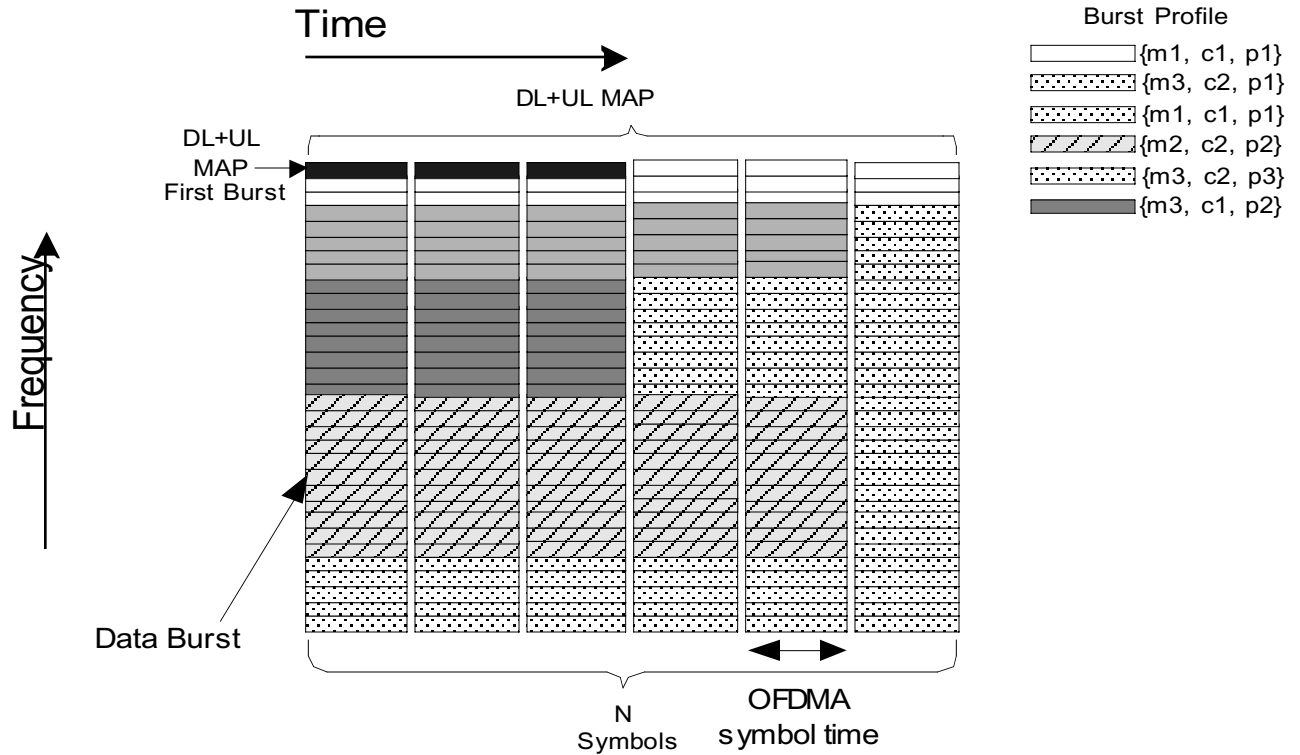 Time
Burst Profile
{m1, c1, p1}
{m3, c2, p1}
{m1, c1, p1}
{m2, c2, p2}
{m3, c2, p3}
{m3, c1, p2}
DL+UL MAP
DL+UL
MAP
First Burst
Frequency
Data Burst
N
Symbols
OFDMA
symbol time